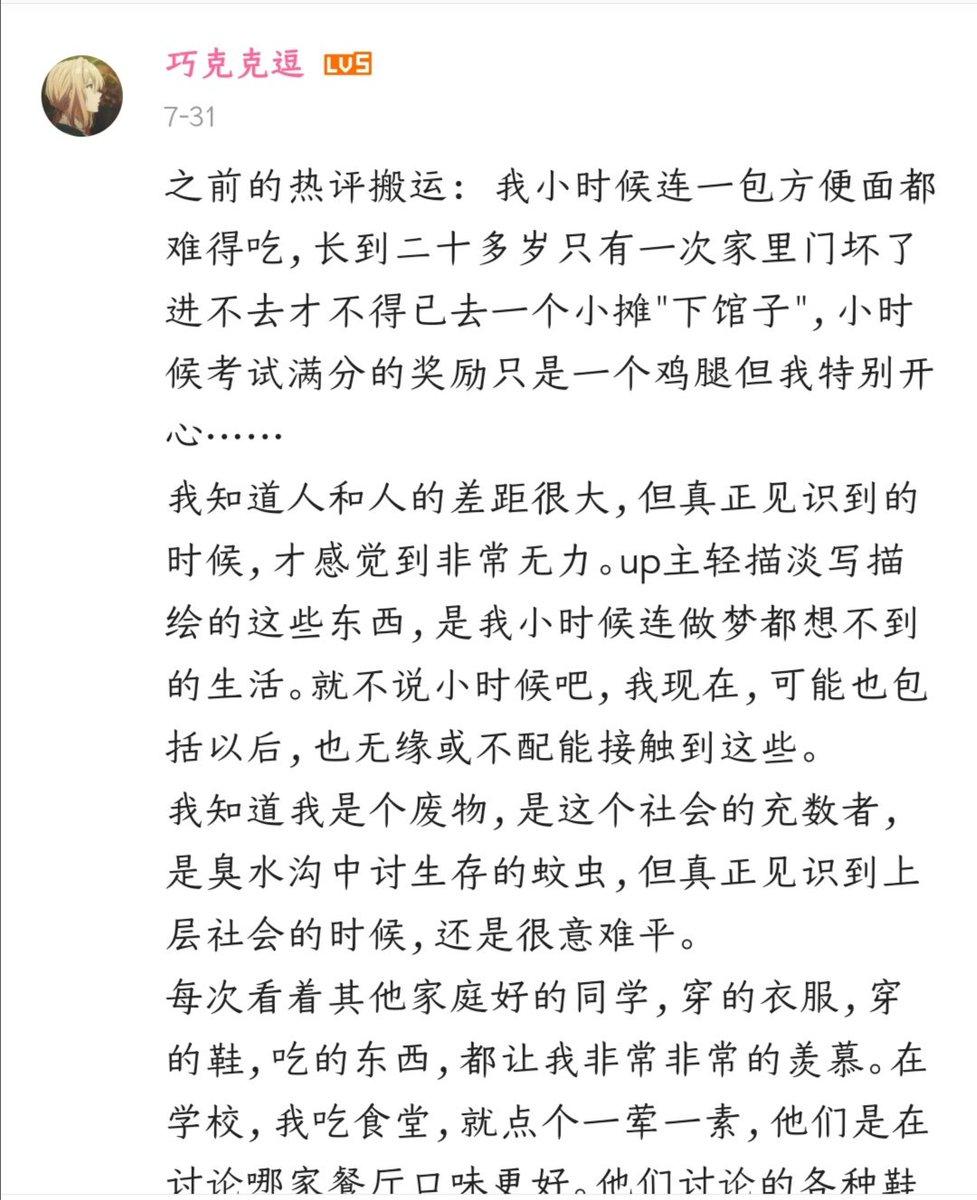 巧克克逗 LV5
7-31
之前的热评搬运: 我小时候连一包方便面都
难得吃,长到二十多岁只有一次家里门坏了
进不去才不得已去一个小摊"下馆子",小时
候考试满分的奖励只是一个鸡腿但我特别开
心……
我知道人和人的差距很大,但真正见识到的
时候,才感觉到非常无力。up主轻描淡写描
绘的这些东西,是我小时候连做梦都想不到
的生活。就不说小时候吧,我现在,可能也包
括以后,也无缘或不配能接触到这些。
我知道我是个废物,是这个社会的充数者,
是臭水沟中讨生存的蚊虫,但真正见识到上
层社会的时候,还是很意难平。
每次看着其他家庭好的同学,穿的衣服,穿
的鞋,吃的东西,都让我非常非常的羡慕。在
学校,我吃食堂,就点个一荤一素,他们是在
讨论哪家餐厅口味更好。他们讨论的各种鞋